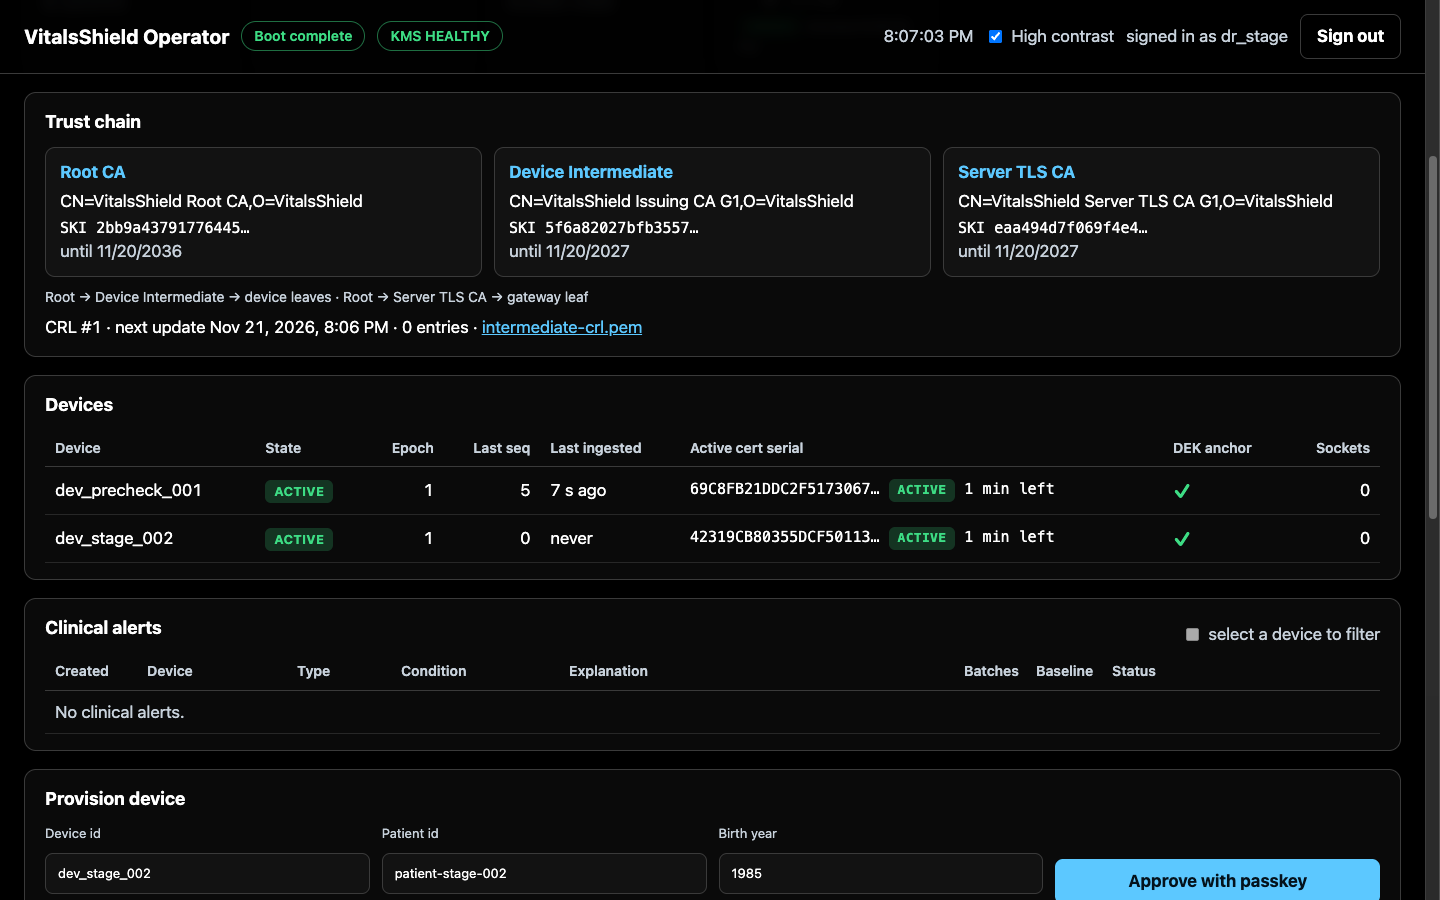 VitalsShield Operator Boot complete KMS HEALTHY 8:07:03 PM High contrast signed in as dr_stage Sign out
Trust chain
Root CA
CN=VitalsShield Root CA,O=VitalsShield
SKI 2bb9a43791776445…
until 11/20/2036
Device Intermediate
CN=VitalsShield Issuing CA G1,O=VitalsShield
SKI 5f6a82027bfb3557…
until 11/20/2027
Server TLS CA
CN=VitalsShield Server TLS CA G1,O=VitalsShield
SKI eaa494d7f069f4e4…
until 11/20/2027
Root → Device Intermediate → device leaves · Root → Server TLS CA → gateway leaf
CRL #1 · next update Nov 21, 2026, 8:06 PM · 0 entries · intermediate-crl.pem
Devices
Device State Epoch Last seq Last ingested Active cert serial DEK anchor Sockets
dev_precheck_001 ACTIVE 1 5 7 s ago 69C8FB21DDC2F5173067… ACTIVE 1 min left ✓ 0
dev_stage_002 ACTIVE 1 0 never 42319CB80355DCF50113… ACTIVE 1 min left ✓ 0
Clinical alerts
select a device to filter
Created Device Type Condition Explanation Batches Baseline Status
No clinical alerts.
Provision device
Device id Patient id Birth year
dev_stage_002 patient-stage-002 1985 Approve with passkey